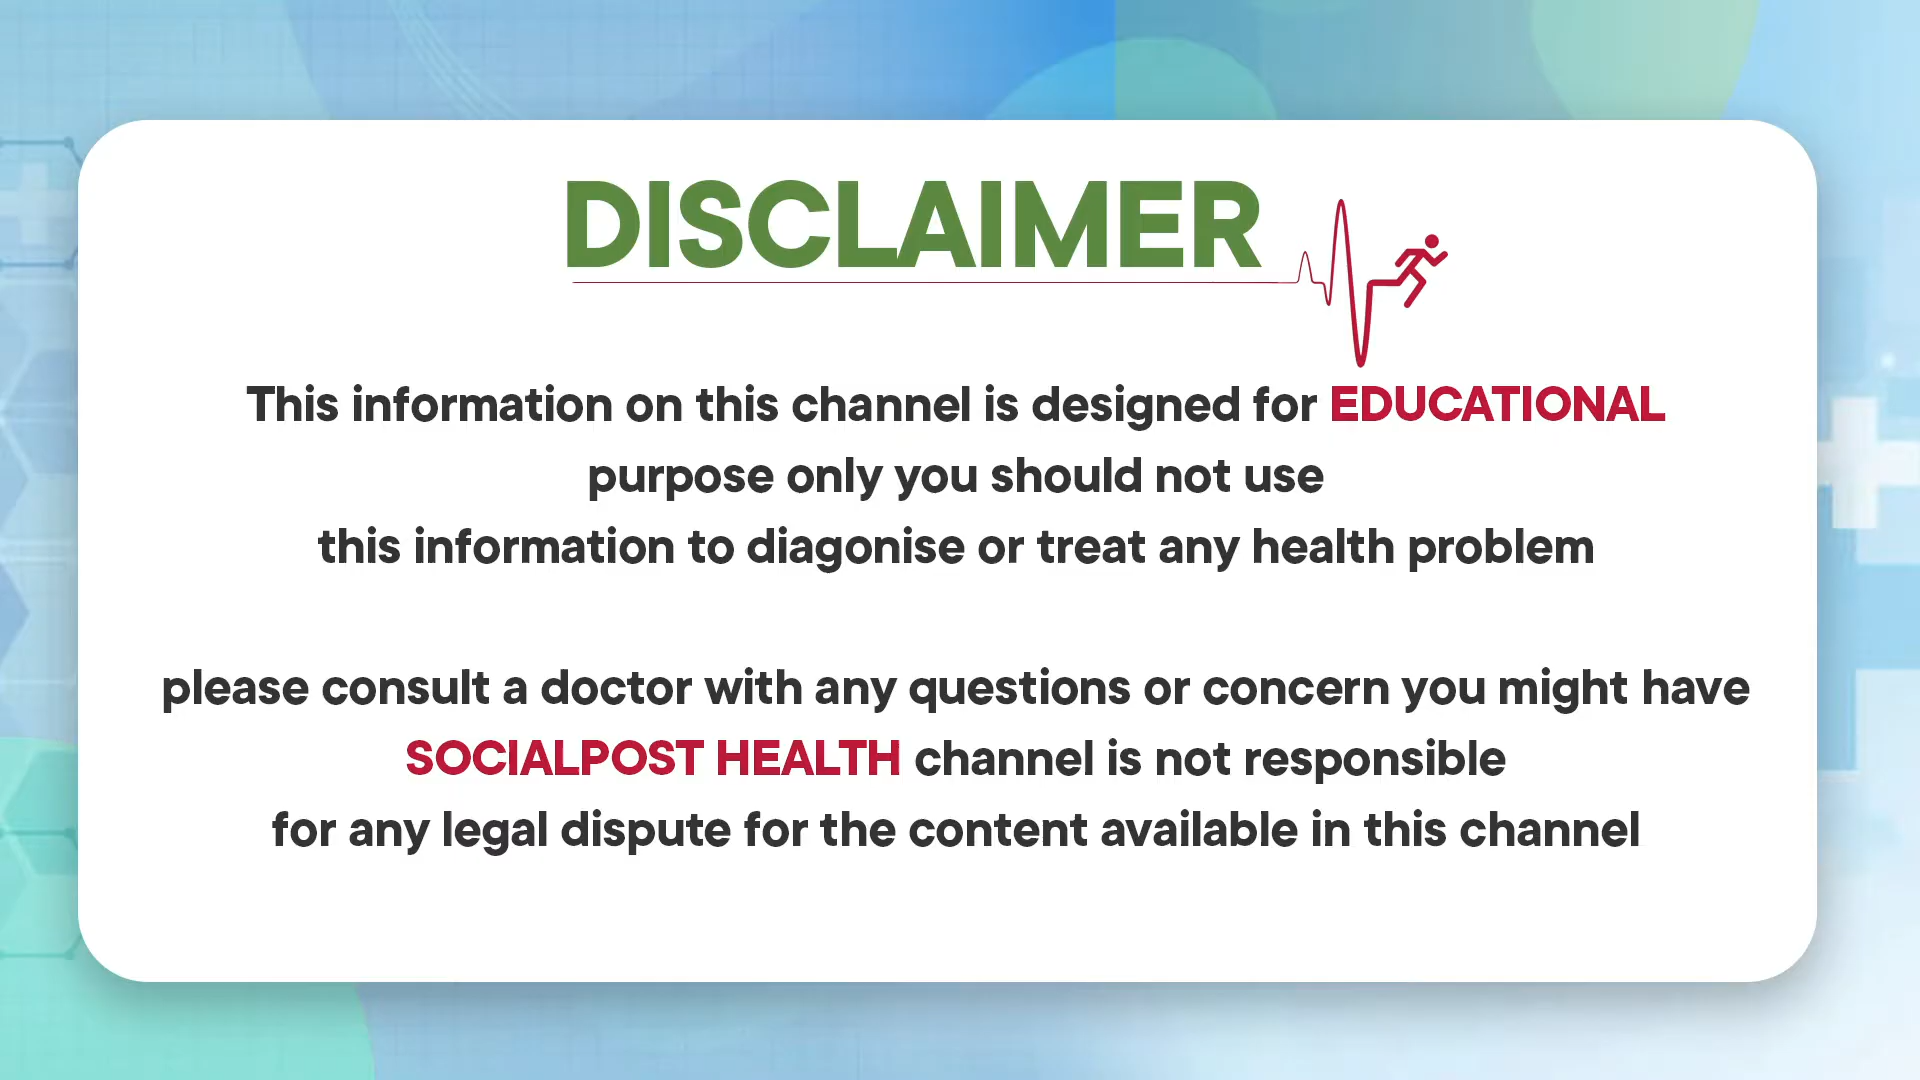 DISCLAIMER
This information on this channel is designed for EDUCATIONAL
purpose only you should not use
this information to diagonise or treat any health problem
please consult a doctor with any questions or concern you might have
SOCIALPOST HEALTH channel is not responsible
for any legal dispute for the content available in this channel